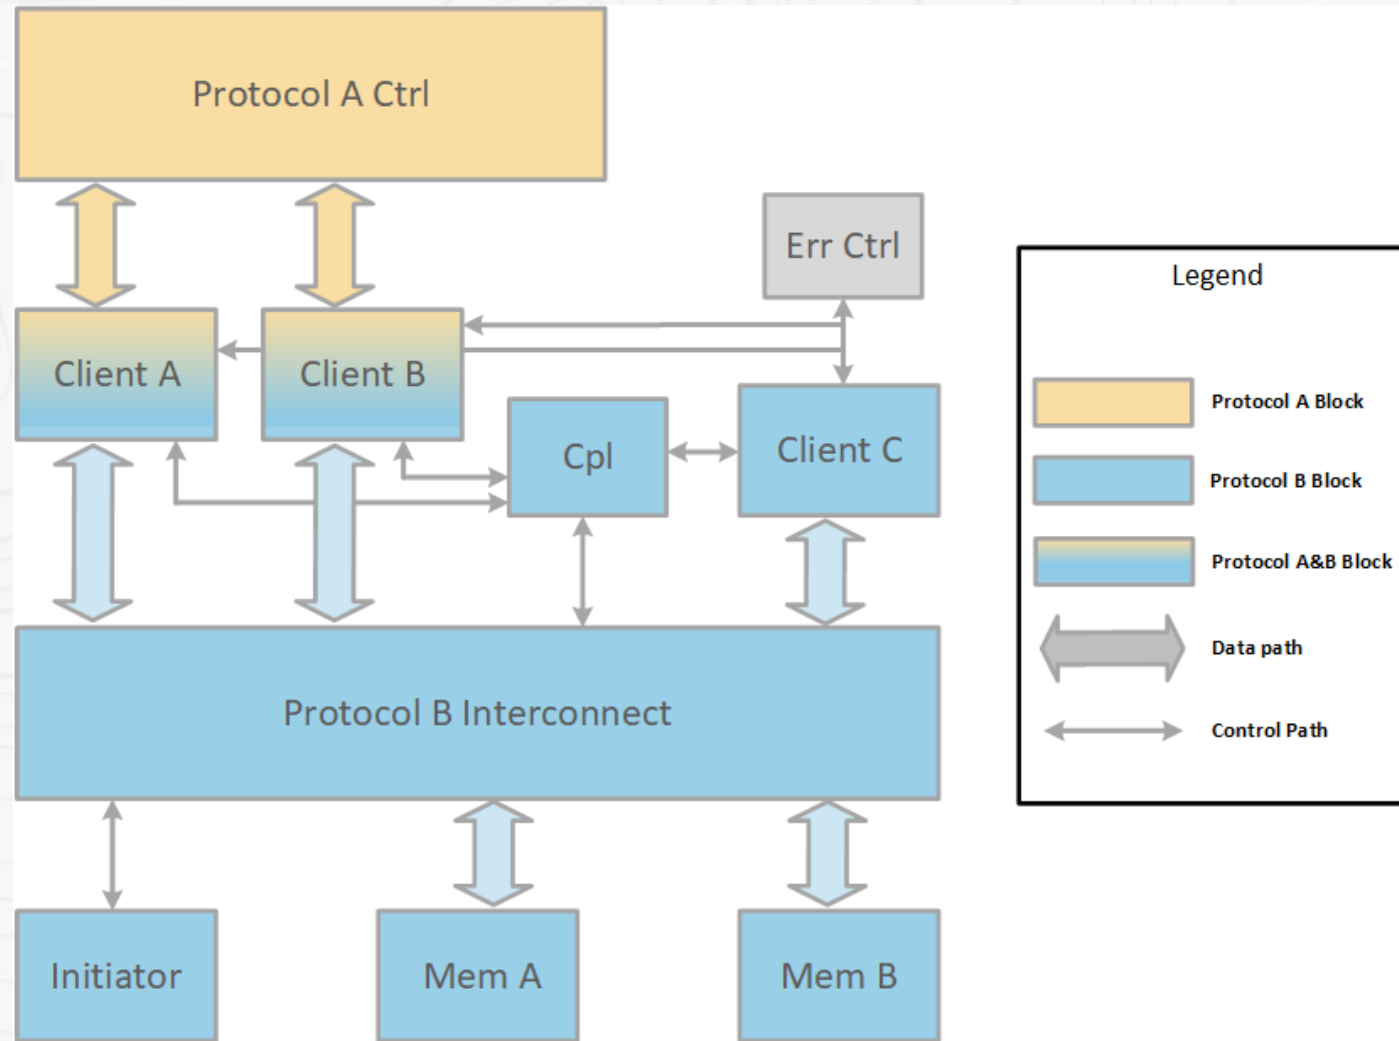 Protocol A Ctrl
Err Ctrl
Client A
Client B
Cpl
Client C
Protocol B Interconnect
Initiator
Mem A
Mem B
Legend
Protocol A Block
Protocol B Block
Protocol A&B Block
Data path
Control Path